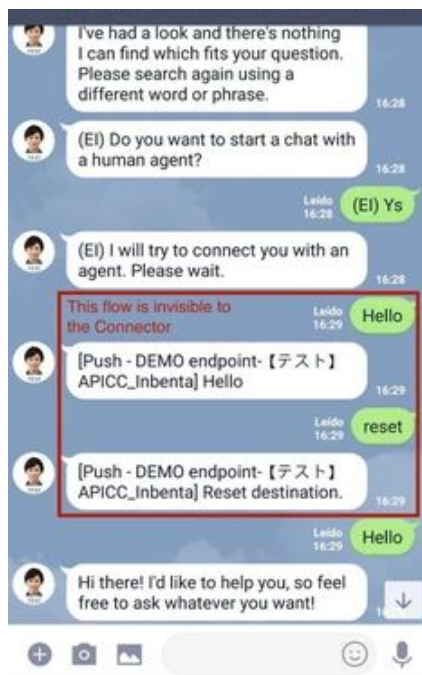 I've had a look and there's nothing
I can find which fits your question.
Please search again using a
different word or phrase.
16:28
(EI) Do you want to start a chat with
a human agent?
16:28
Leído
16:28
(EI) Ys
(EI) I will try to connect you with an
agent. Please wait.
16:28
This flow is invisible to
the Connector
Leído
16:29
Hello
[Push - DEMO endpoint-【テスト】
APICC_Inbenta] Hello
16:29
Leído
16:29
reset
[Push - DEMO endpoint-【テスト】
APICC_Inbenta] Reset destination.
16:29
Leído
16:29
Hello
Hi there! I'd like to help you, so feel
free to ask whatever you want!